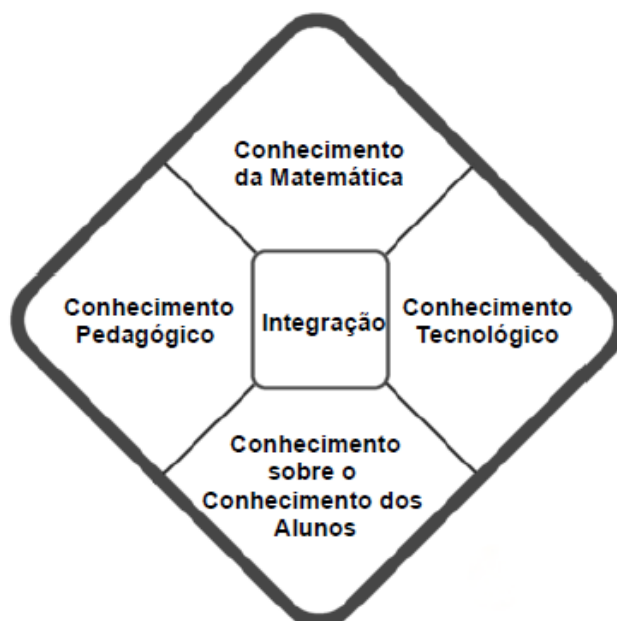 Conhecimento
da Matemática
Conhecimento
Pedagógico
Integração
Conhecimento
Tecnológico
Conhecimento
sobre o
Conhecimento dos
Alunos